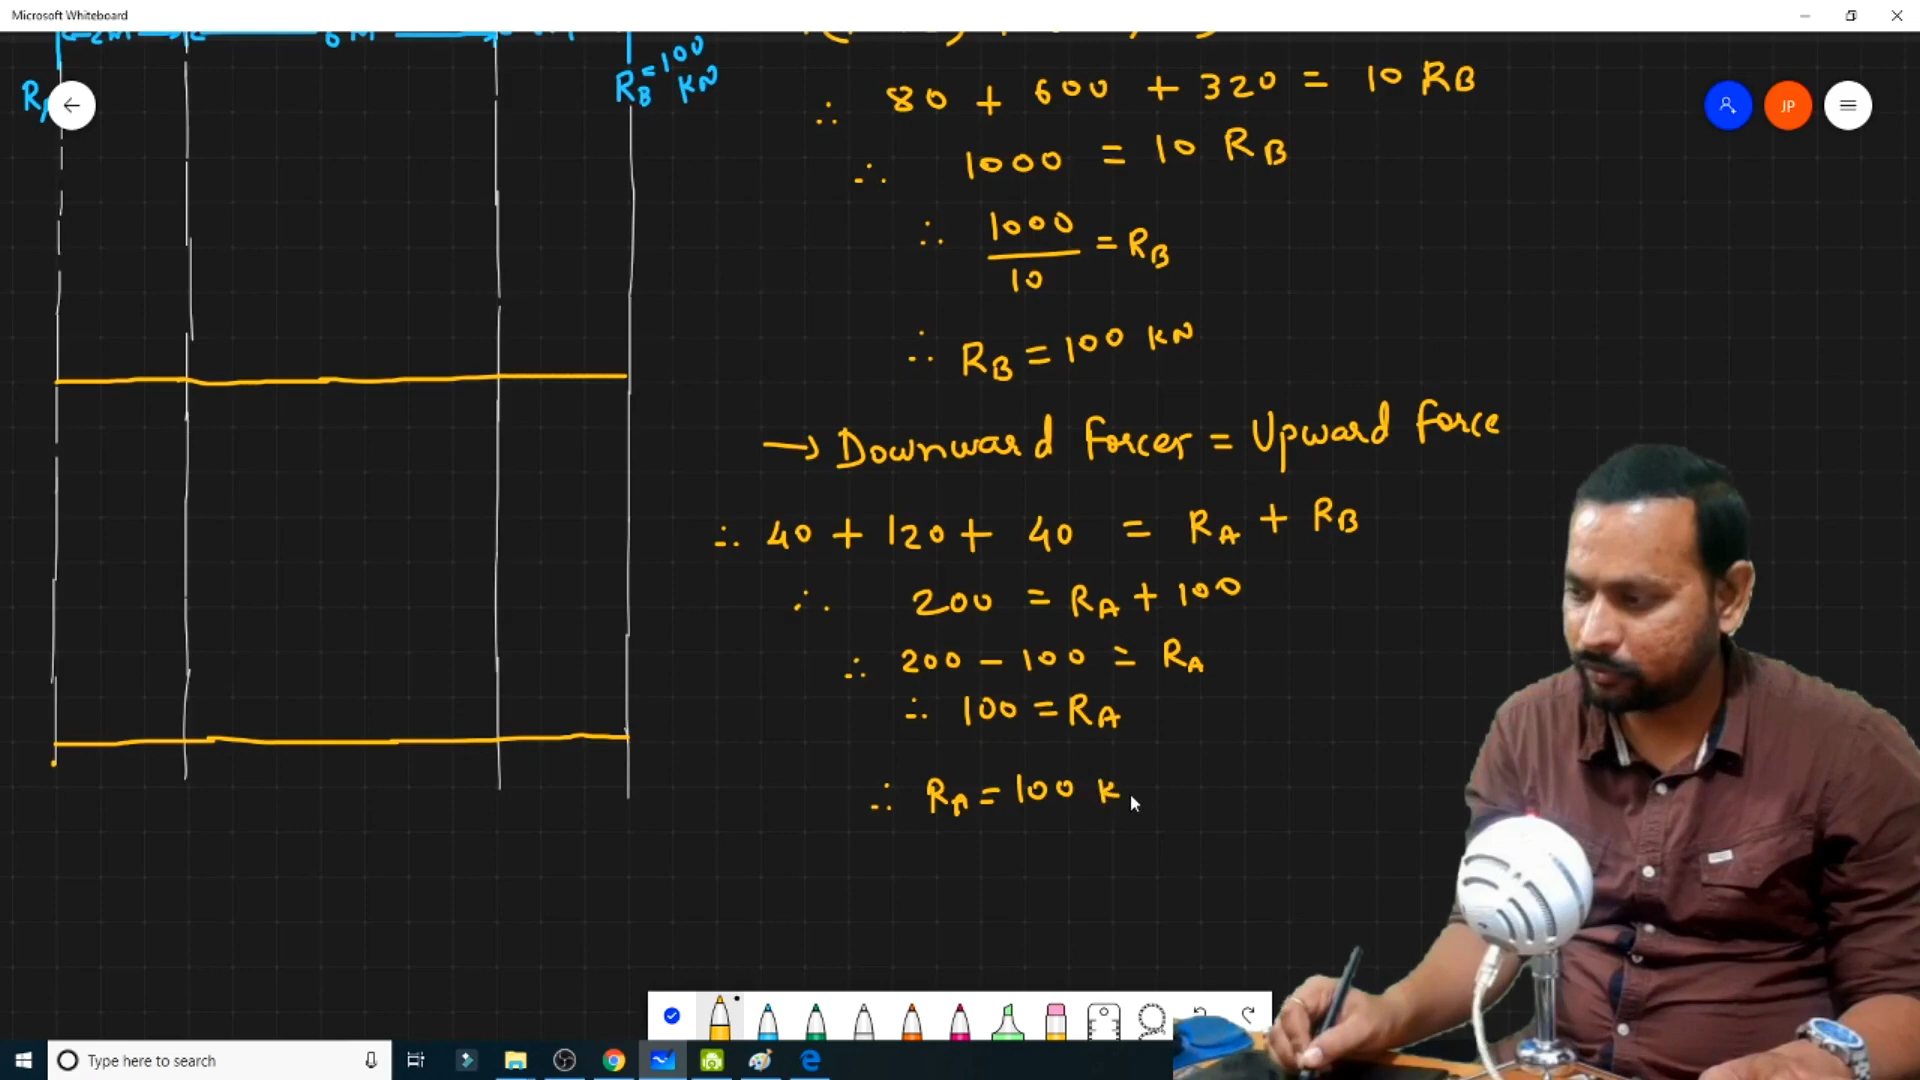 Microsoft Whiteboard
2M
6M
RB = 100 KN
∴ 80 + 600 + 320 = 10 RB
∴ 1000 = 10 RB
∴ 1000/10 = RB
∴ RB = 100 KN
→ Downward Forces = Upward Force
∴ 40 + 120 + 40 = RA + RB
∴ 200 = RA + 100
∴ 200 - 100 = RA
∴ 100 = RA
∴ RA = 100 K
JP
Type here to search